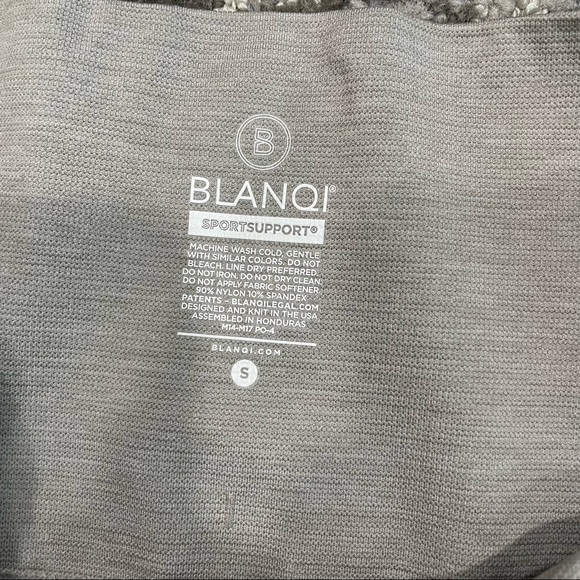 B
BLANQI®
SPORTSUPPORT®
MACHINE WASH COLD, GENTLE
WITH SIMILAR COLORS. DO NOT
BLEACH. LINE DRY PREFERRED.
DO NOT IRON. DO NOT DRY CLEAN.
DO NOT APPLY FABRIC SOFTENER.
90% NYLON 10% SPANDEX
PATENTS – BLANQILEGAL.COM
DESIGNED AND KNIT IN THE USA
ASSEMBLED IN HONDURAS
M14-M17 PO-4
BLANQI.COM
S